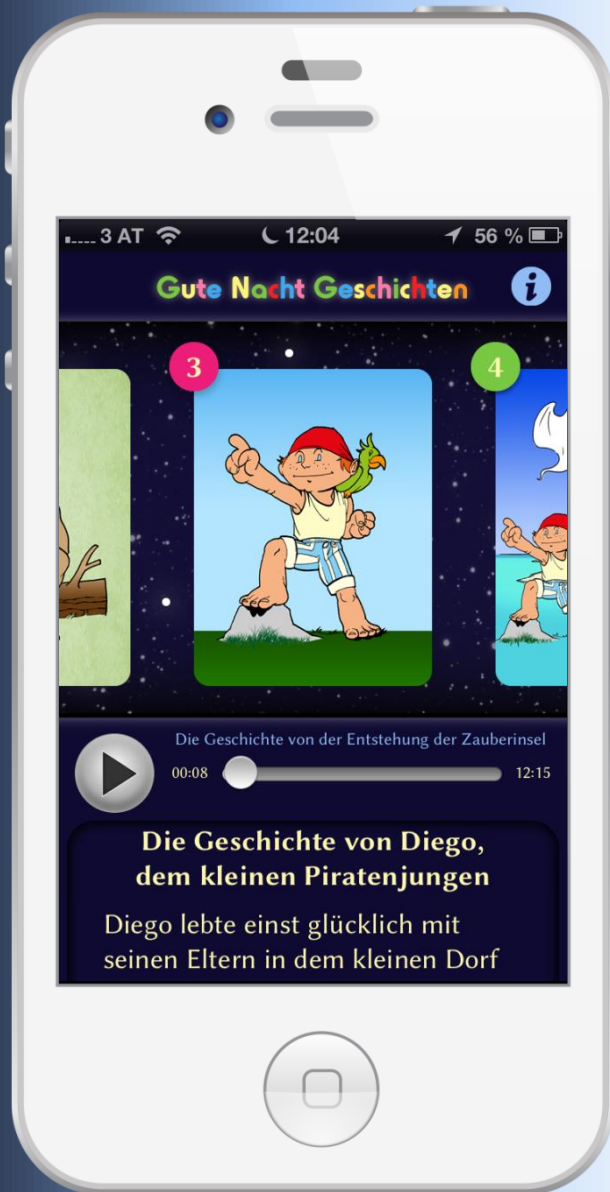 3 AT 12:04 56 %
Gute Nacht Geschichten i
3 4
Die Geschichte von der Entstehung der Zauberinsel
00:08 12:15
Die Geschichte von Diego,
dem kleinen Piratenjungen
Diego lebte einst glücklich mit
seinen Eltern in dem kleinen Dorf